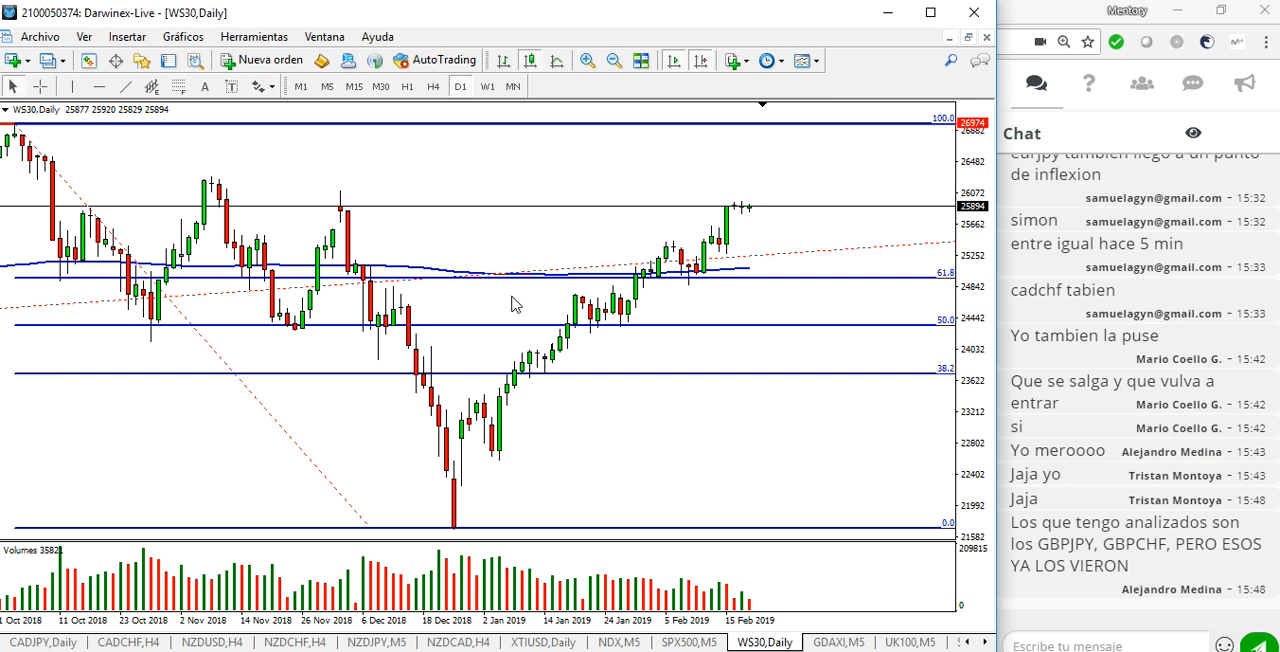 2100050374: Darwinex-Live - [WS30,Daily]
Archivo Ver Insertar Gráficos Herramientas Ventana Ayuda
Nueva orden AutoTrading
A T M1 M5 M15 M30 H1 H4 D1 W1 MN
WS30,Daily 25877 25920 25829 25894
100.0
61.8
50.0
38.2
0.0
26974
26882
26482
26072
25894
25662
25252
24842
24442
24032
23622
23212
22802
22402
21992
21582
Volumes 35821
209815
0
1 Oct 2018 11 Oct 2018 23 Oct 2018 2 Nov 2018 14 Nov 2018 26 Nov 2018 6 Dec 2018 18 Dec 2018 2 Jan 2019 14 Jan 2019 24 Jan 2019 5 Feb 2019 15 Feb 2019
CADJPY,Daily CADCHF,H4 NZDUSD,H4 NZDCHF,H4 NZDJPY,M5 NZDCAD,H4 XTIUSD,Daily NDX,M5 SPX500,M5 WS30,Daily GDAXI,M5 UK100,M5
Mentory
Chat
eurjpy tambien llego a un punto
de inflexion
samuelagyn@gmail.com - 15:32
simon samuelagyn@gmail.com - 15:32
entre igual hace 5 min
samuelagyn@gmail.com - 15:33
cadchf tabien
samuelagyn@gmail.com - 15:33
Yo tambien la puse
Mario Coello G. - 15:42
Que se salga y que vulva a
entrar Mario Coello G. - 15:42
si Mario Coello G. - 15:42
Yo meroooo Alejandro Medina - 15:43
Jaja yo Tristan Montoya - 15:43
Jaja Tristan Montoya - 15:48
Los que tengo analizados son
los GBPJPY, GBPCHF, PERO ESOS
YA LOS VIERON
Alejandro Medina - 15:48
Escribe tu mensaje